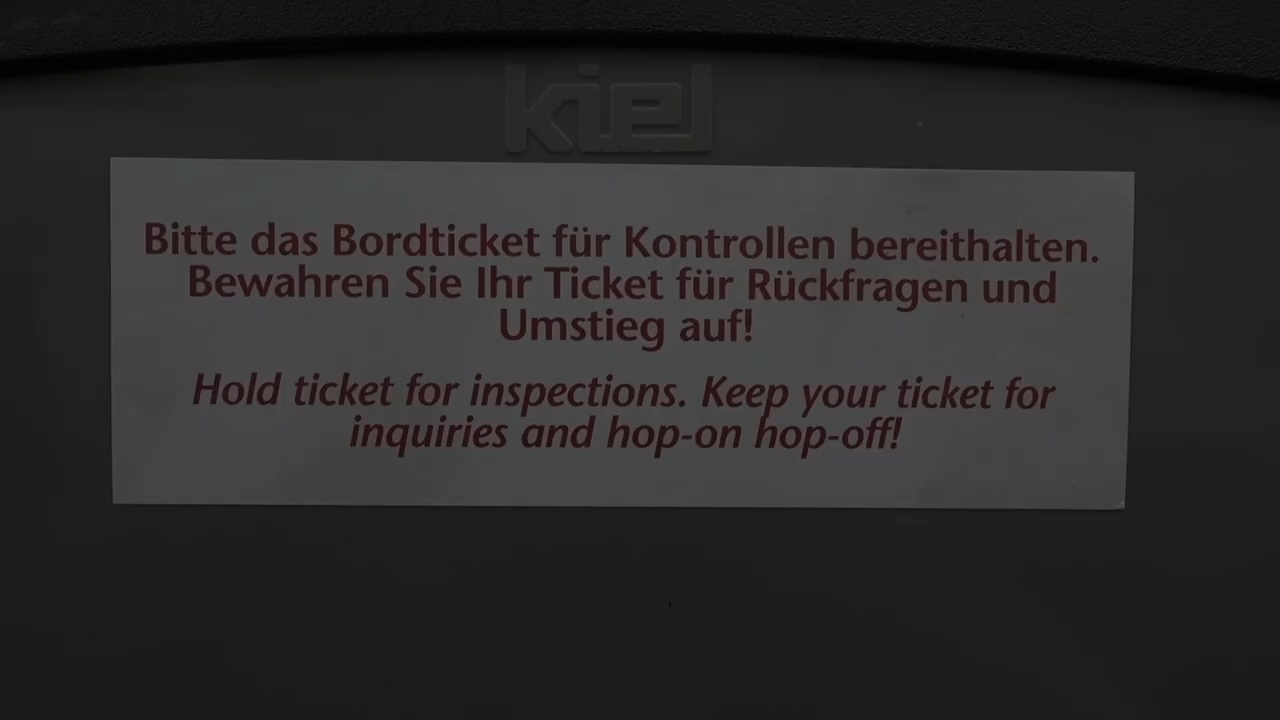 kiel
Bitte das Bordticket für Kontrollen bereithalten.
Bewahren Sie Ihr Ticket für Rückfragen und
Umstieg auf!
Hold ticket for inspections. Keep your ticket for
inquiries and hop-on hop-off!